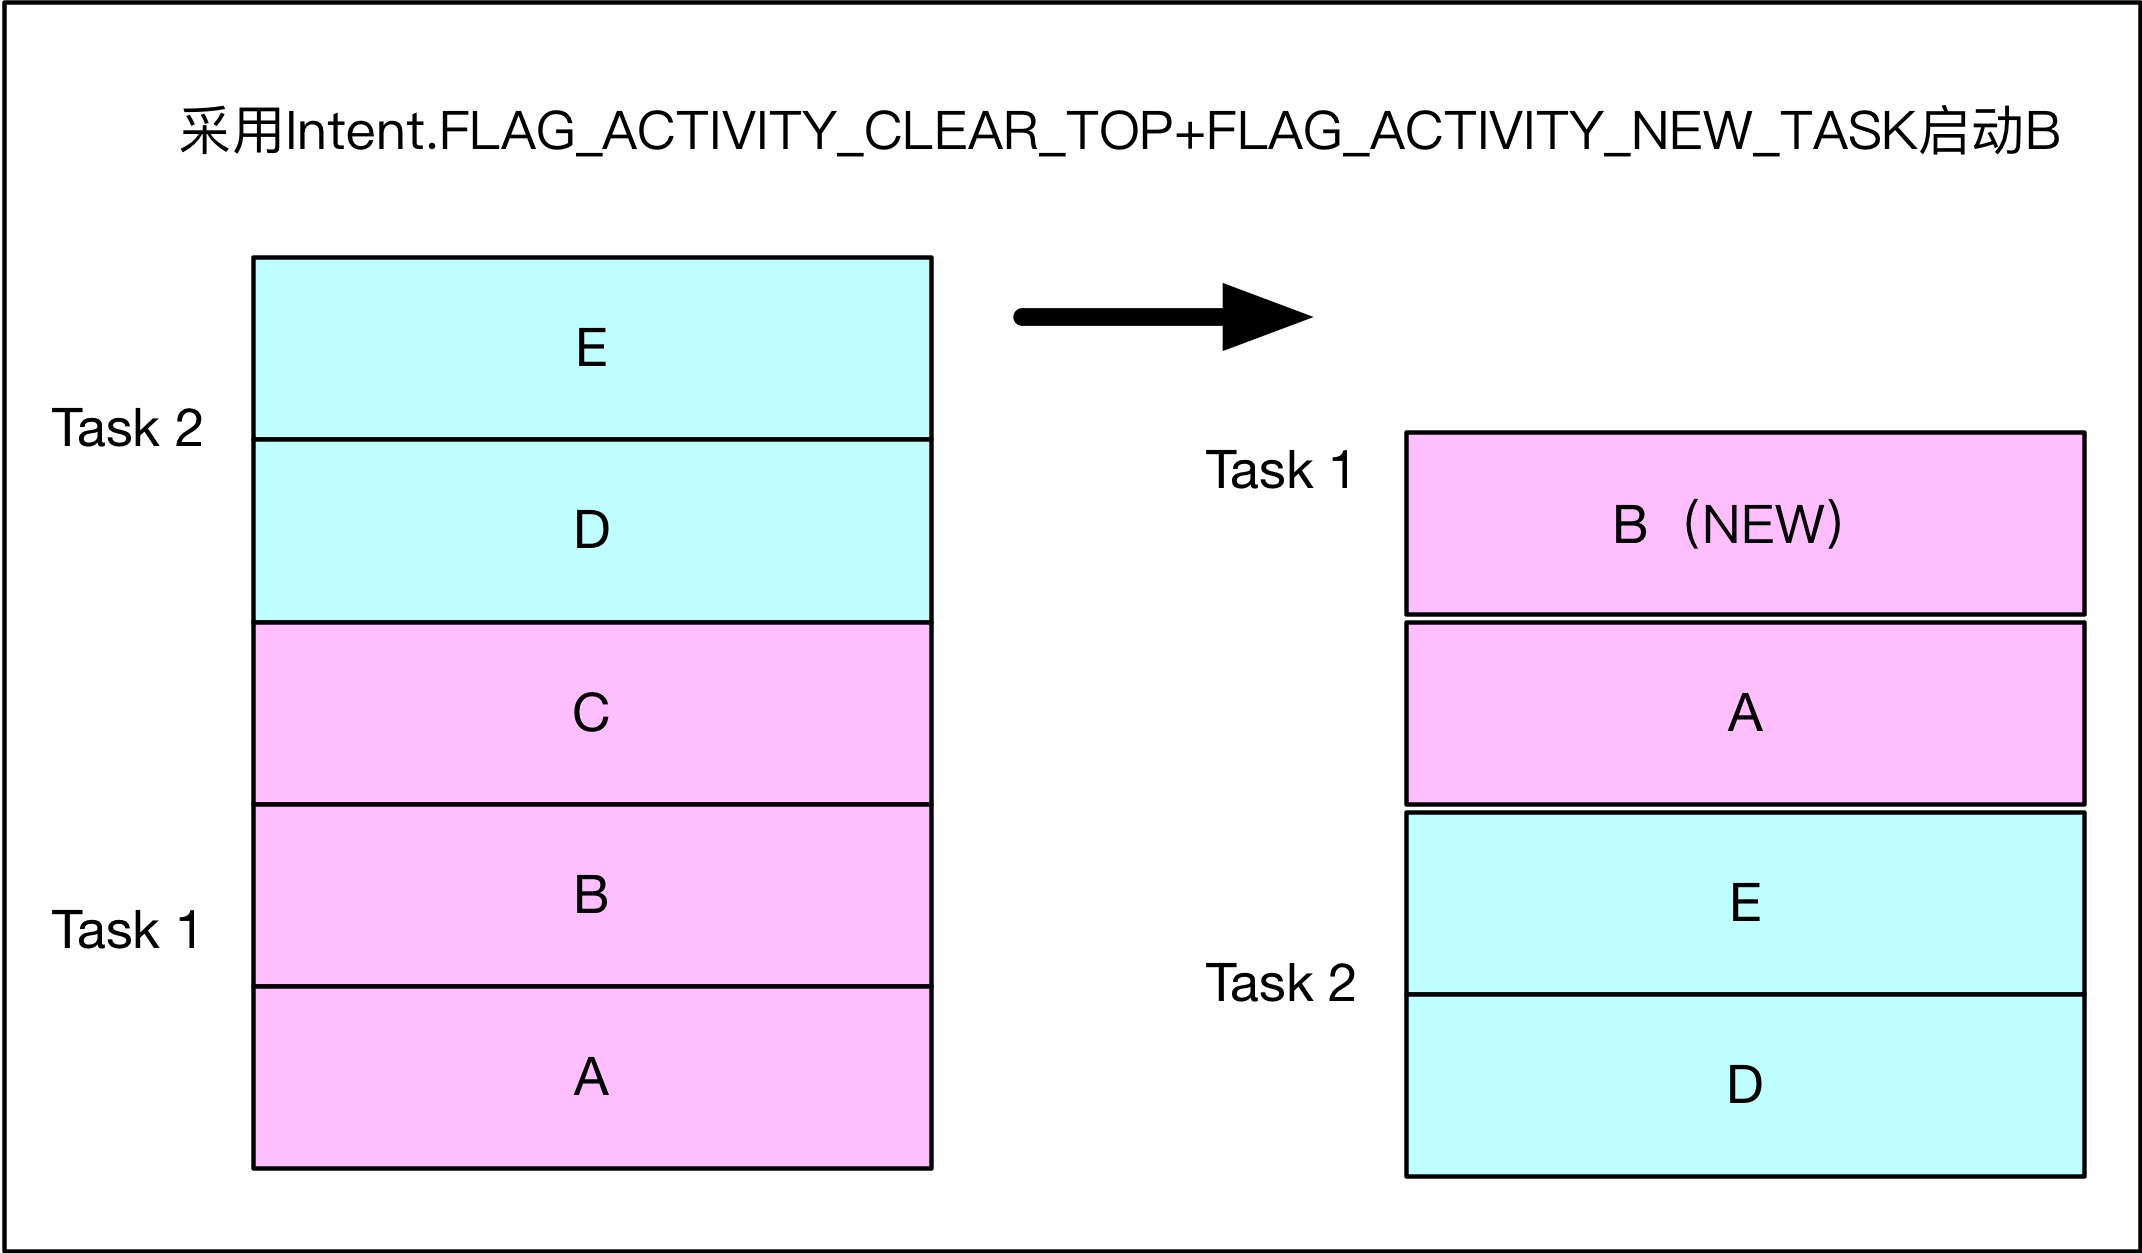 采用Intent.FLAG_ACTIVITY_CLEAR_TOP+FLAG_ACTIVITY_NEW_TASK启动B
Task 2
E
D
C
Task 1
B
A
Task 1
B（NEW）
A
Task 2
E
D